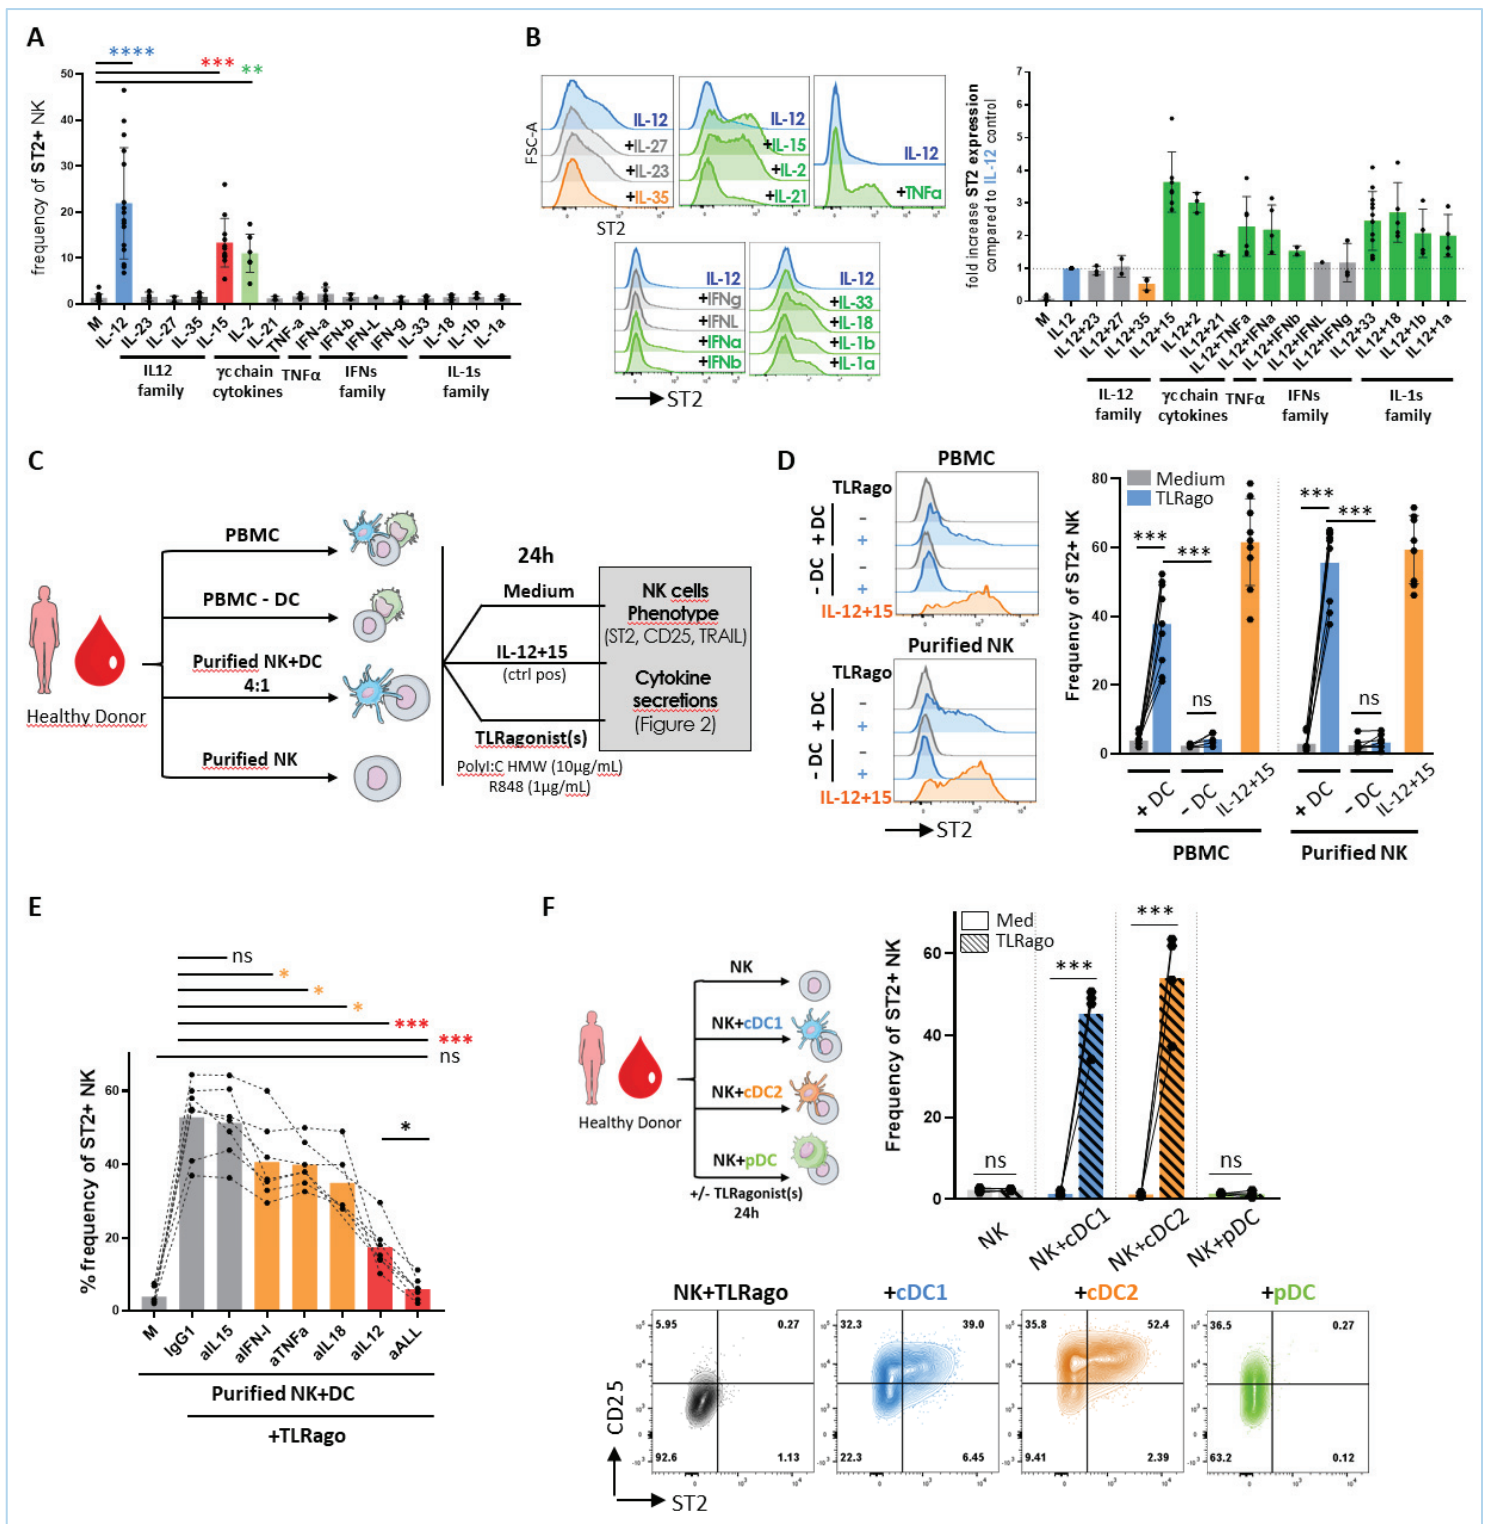 A
**** *** **
frequency of ST2+ NK
50
40
30
20
10
0
M IL-12 IL-23 IL-27 IL-35 IL-15 IL-2 IL-21 TNF-a IFN-a IFN-b IFN-L IFN-g IL-33 IL-18 IL-1b IL-1a
IL12 family
γc chain cytokines
TNFα
IFNs family
IL-1s family
B
FSC-A
IL-12
+IL-27
+IL-23
+IL-35
ST2
IL-12
+IL-15
+IL-2
+IL-21
IL-12
+TNFa
IL-12
+IFNg
+IFNL
+IFNa
+IFNb
IL-12
+IL-33
+IL-18
+IL-1b
+IL-1a
ST2
fold increase ST2 expression
compared to IL-12 control
7
6
5
4
3
2
1
0
M IL12 IL12+23 IL12+27 IL12+35 IL12+15 IL12+2 IL12+21 IL12+TNFa IL12+IFNa IL12+IFNb IL12+IFNL IL12+IFNg IL12+33 IL12+18 IL12+1b IL12+1a
IL-12 family
γc chain cytokines
TNFα
IFNs family
IL-1s family
C
Healthy Donor
PBMC
PBMC - DC
Purified NK+DC
4:1
Purified NK
24h
Medium
IL-12+15
(ctrl pos)
TLRagonist(s)
PolyI:C HMW (10µg/mL)
R848 (1µg/mL)
NK cells
Phenotype
(ST2, CD25, TRAIL)
Cytokine
secretions
(Figure 2)
D
PBMC
TLRago
+ DC
-
+
- DC
-
+
IL-12+15
Purified NK
TLRago
+ DC
-
+
- DC
-
+
IL-12+15
ST2
Frequency of ST2+ NK
80
60
40
20
0
Medium
TLRago
*** *** ns *** *** ns
+ DC - DC IL-12+15 + DC - DC IL-12+15
PBMC
Purified NK
E
ns
*
*
*
***
***
ns
*
% frequency of ST2+ NK
60
40
20
0
M IgG1 aIL15 aIFN-I aTNFa aIL18 aIL12 aALL
Purified NK+DC
+TLRago
F
Healthy Donor
NK
NK+cDC1
NK+cDC2
NK+pDC
+/- TLRagonist(s)
24h
Frequency of ST2+ NK
60
40
20
0
Med
TLRago
ns *** *** ns
NK NK+cDC1 NK+cDC2 NK+pDC
NK+TLRago +cDC1 +cDC2 +pDC
5.95 0.27
92.6 1.13
32.3 39.0
22.3 6.45
35.8 52.4
9.41 2.39
36.5 0.27
63.2 0.12
CD25
ST2